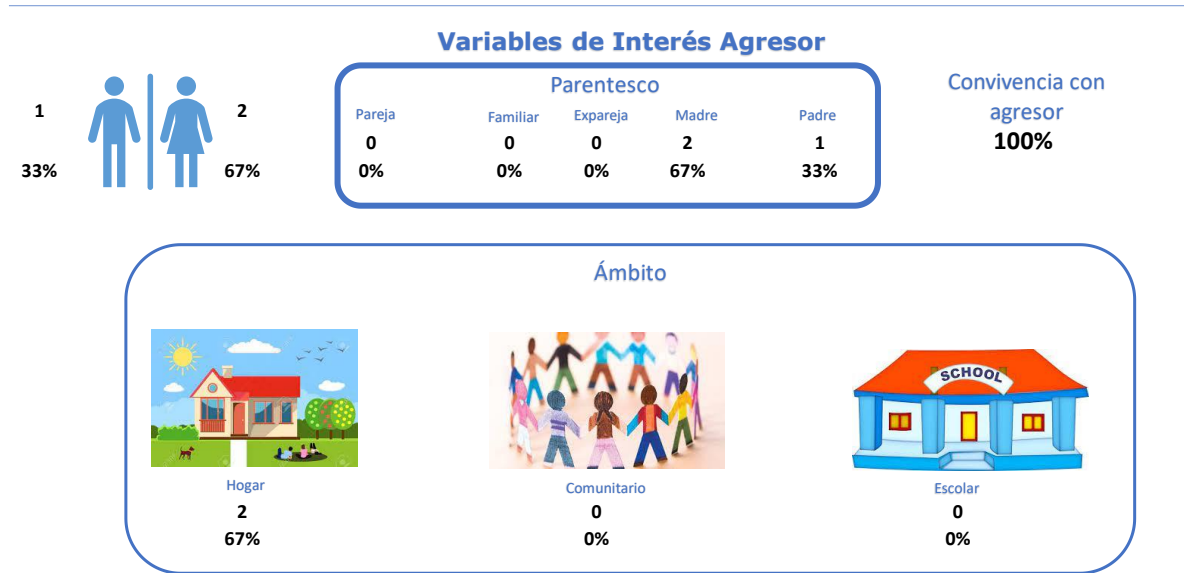 Variables de Interés Agresor
1
33%
2
67%
Parentesco
Pareja Familiar Expareja Madre Padre
0 0 0 2 1
0% 0% 0% 67% 33%
Convivencia con
agresor
100%
Ámbito
SCHOOL
Hogar Comunitario Escolar
2 0 0
67% 0% 0%